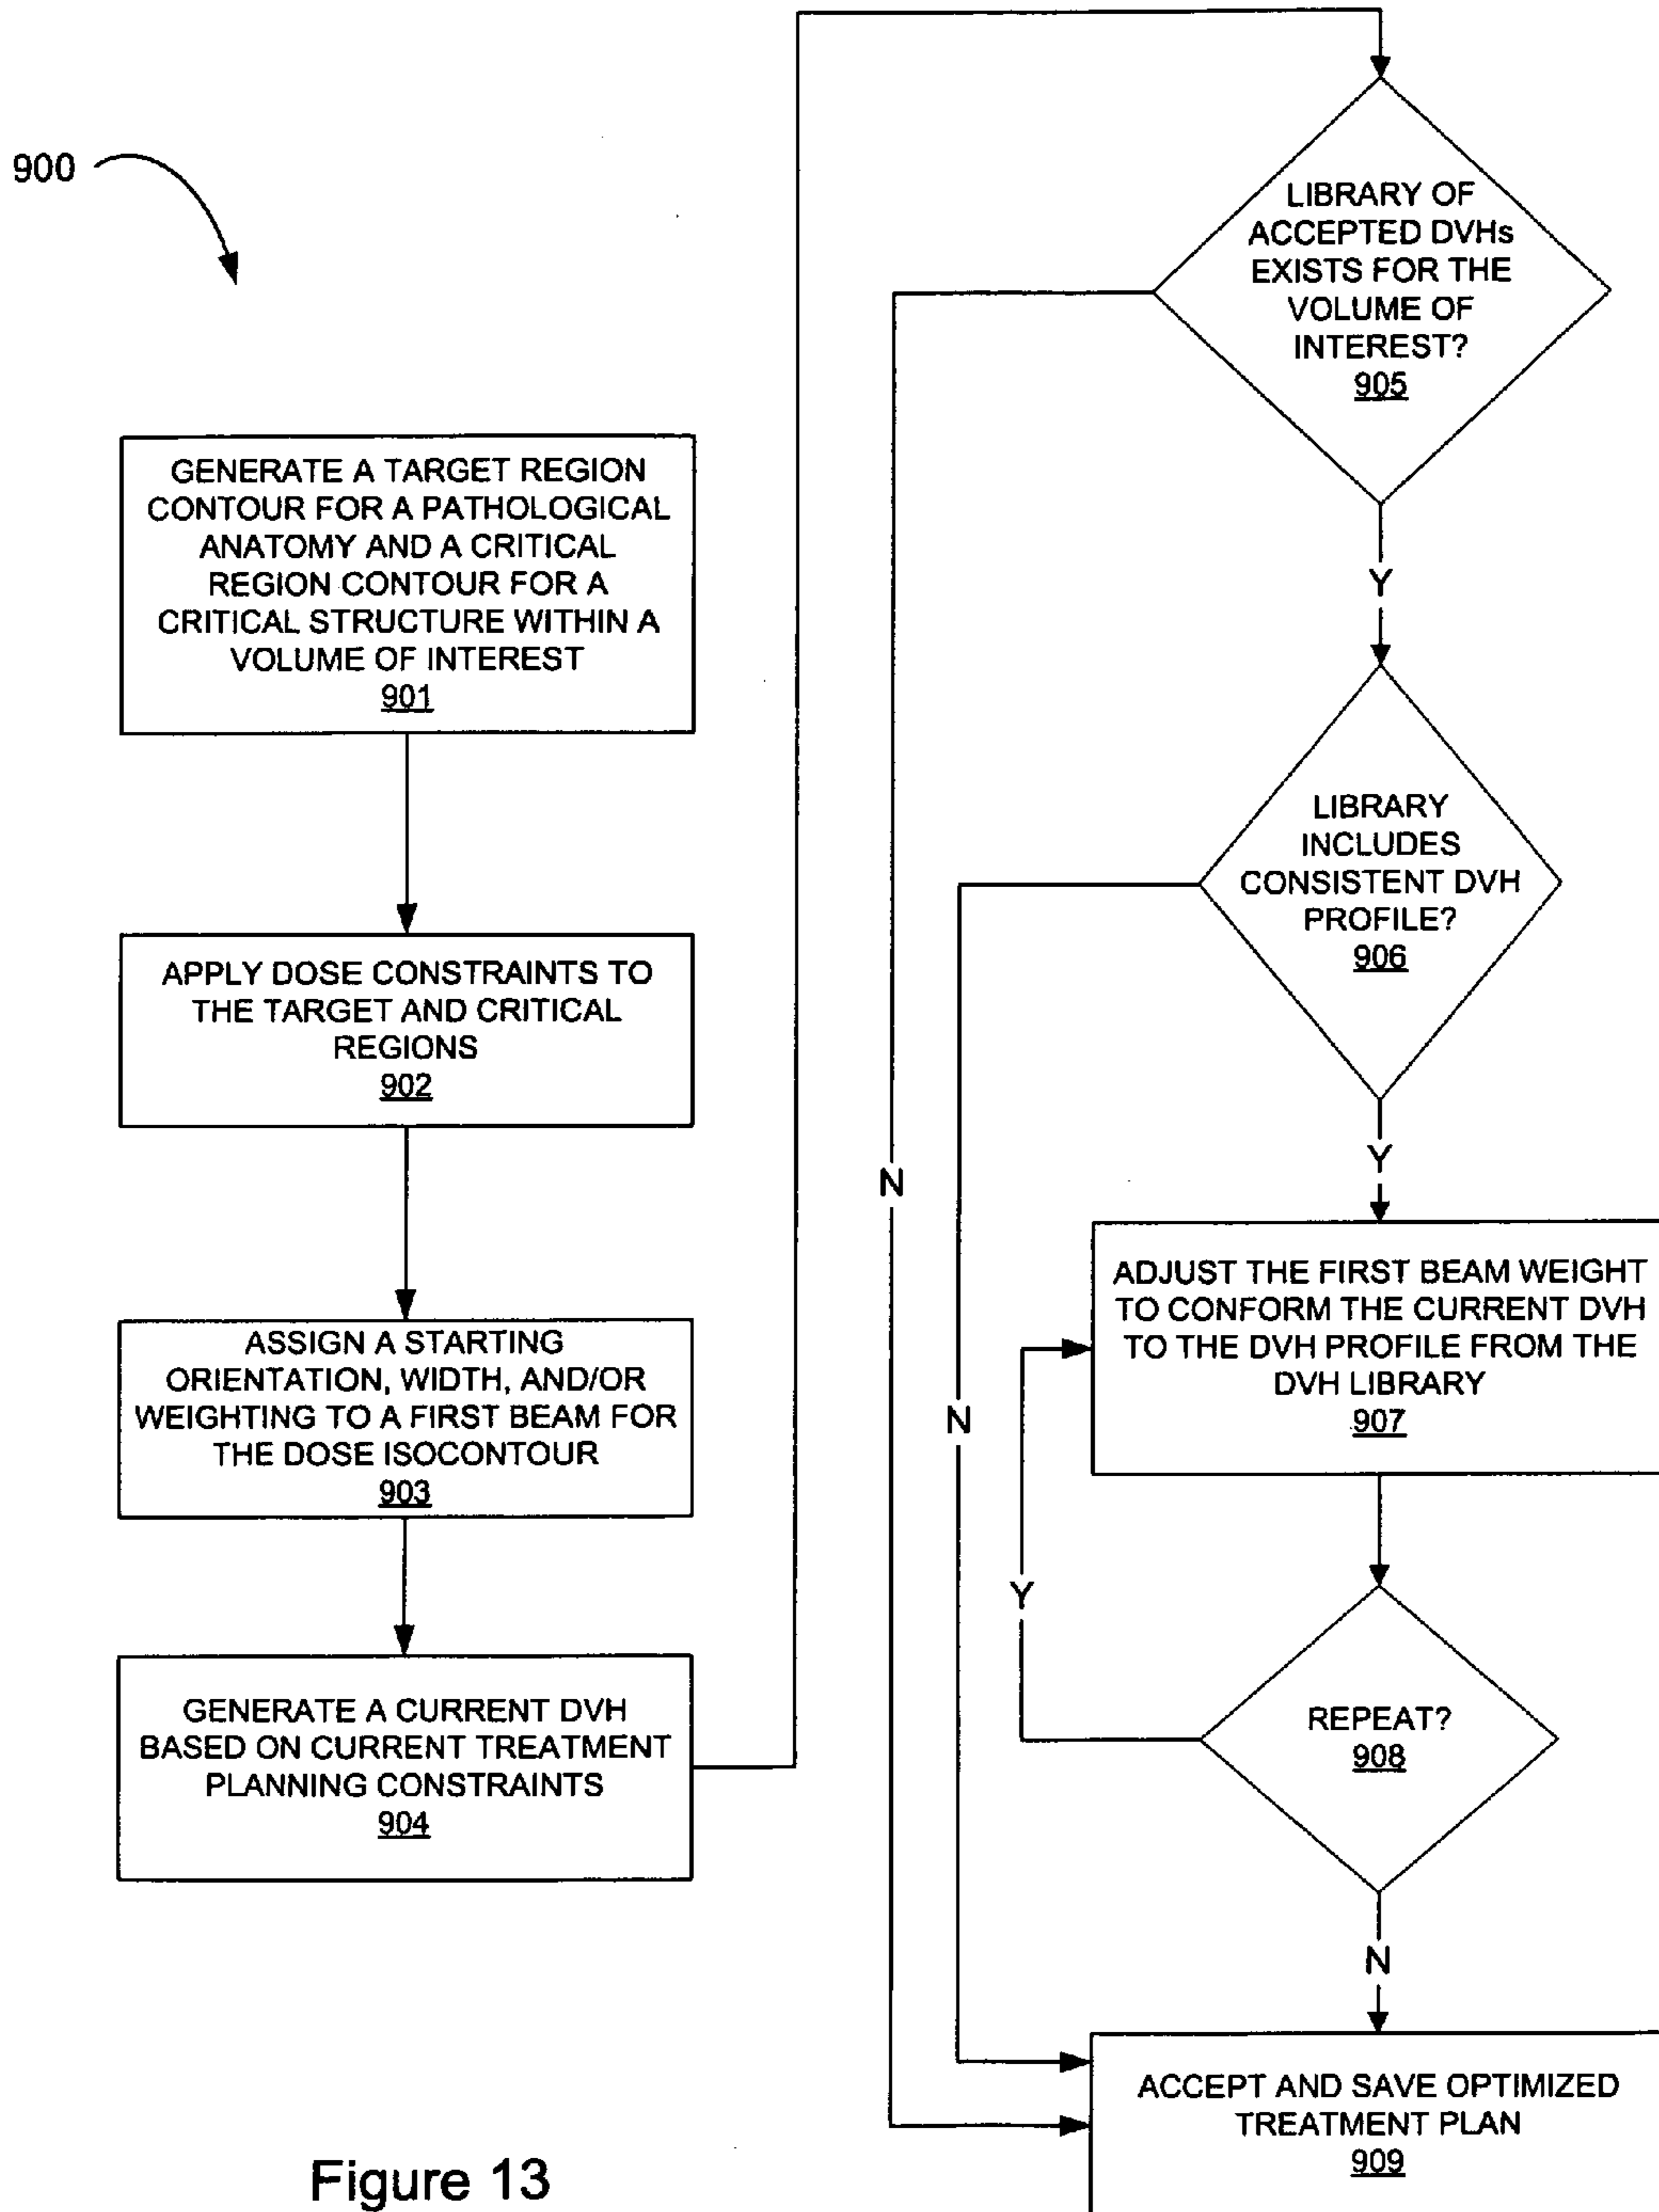 900
GENERATE A TARGET REGION
CONTOUR FOR A PATHOLOGICAL
ANATOMY AND A CRITICAL
REGION CONTOUR FOR A
CRITICAL STRUCTURE WITHIN A
VOLUME OF INTEREST
901
APPLY DOSE CONSTRAINTS TO
THE TARGET AND CRITICAL
REGIONS
902
ASSIGN A STARTING
ORIENTATION, WIDTH, AND/OR
WEIGHTING TO A FIRST BEAM FOR
THE DOSE ISOCONTOUR
903
GENERATE A CURRENT DVH
BASED ON CURRENT TREATMENT
PLANNING CONSTRAINTS
904
LIBRARY OF
ACCEPTED DVHs
EXISTS FOR THE
VOLUME OF
INTEREST?
905
Y
N
LIBRARY
INCLUDES
CONSISTENT DVH
PROFILE?
906
Y
N
ADJUST THE FIRST BEAM WEIGHT
TO CONFORM THE CURRENT DVH
TO THE DVH PROFILE FROM THE
DVH LIBRARY
907
Y
REPEAT?
908
N
ACCEPT AND SAVE OPTIMIZED
TREATMENT PLAN
909
Figure 13